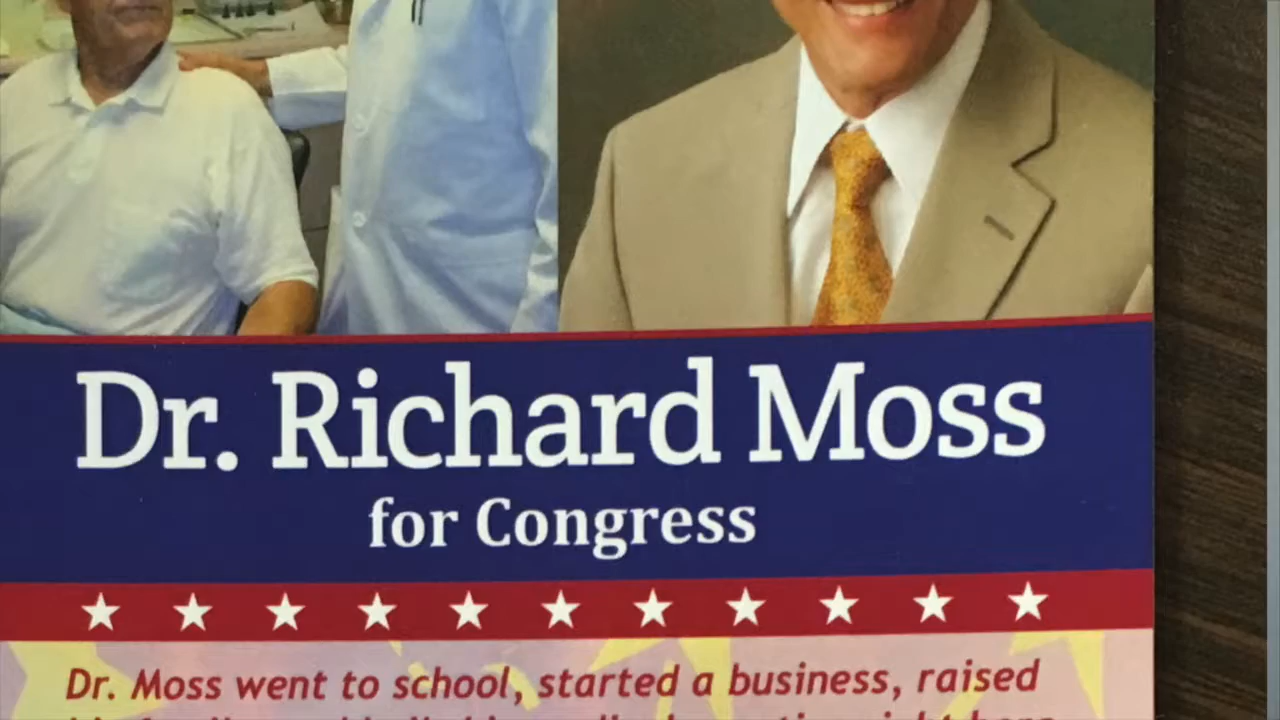 Dr. Richard Moss
for Congress
Dr. Moss went to school, started a business, raised